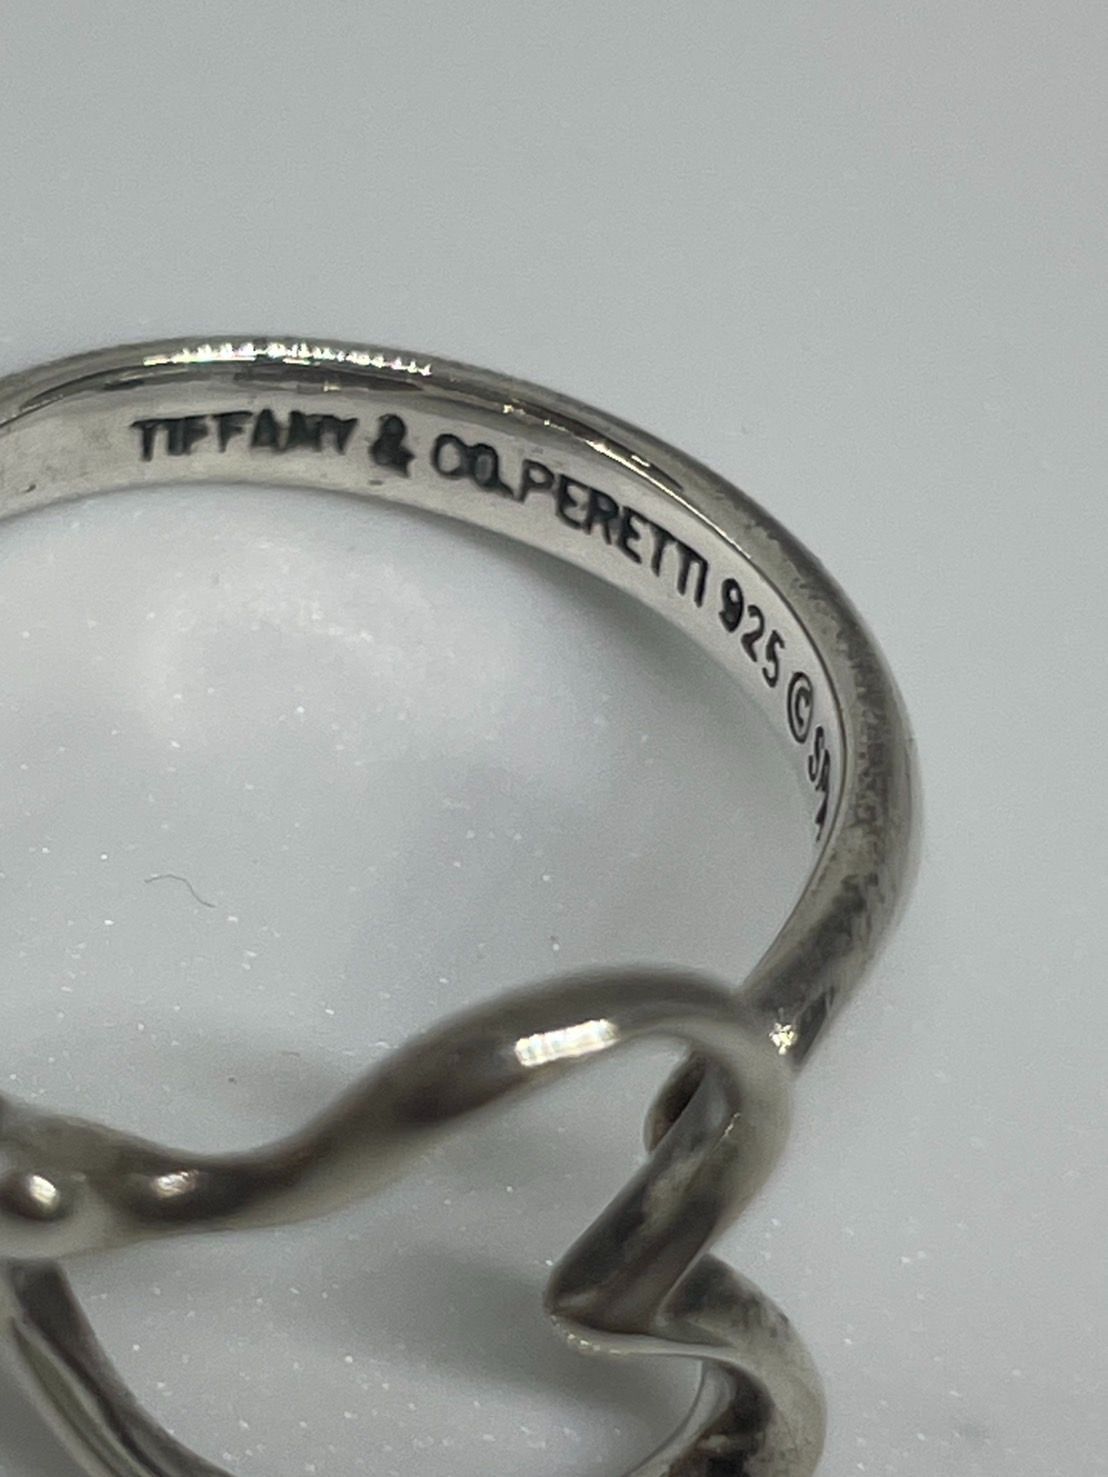 TIFFANY & CO. PERETTI 925 ©